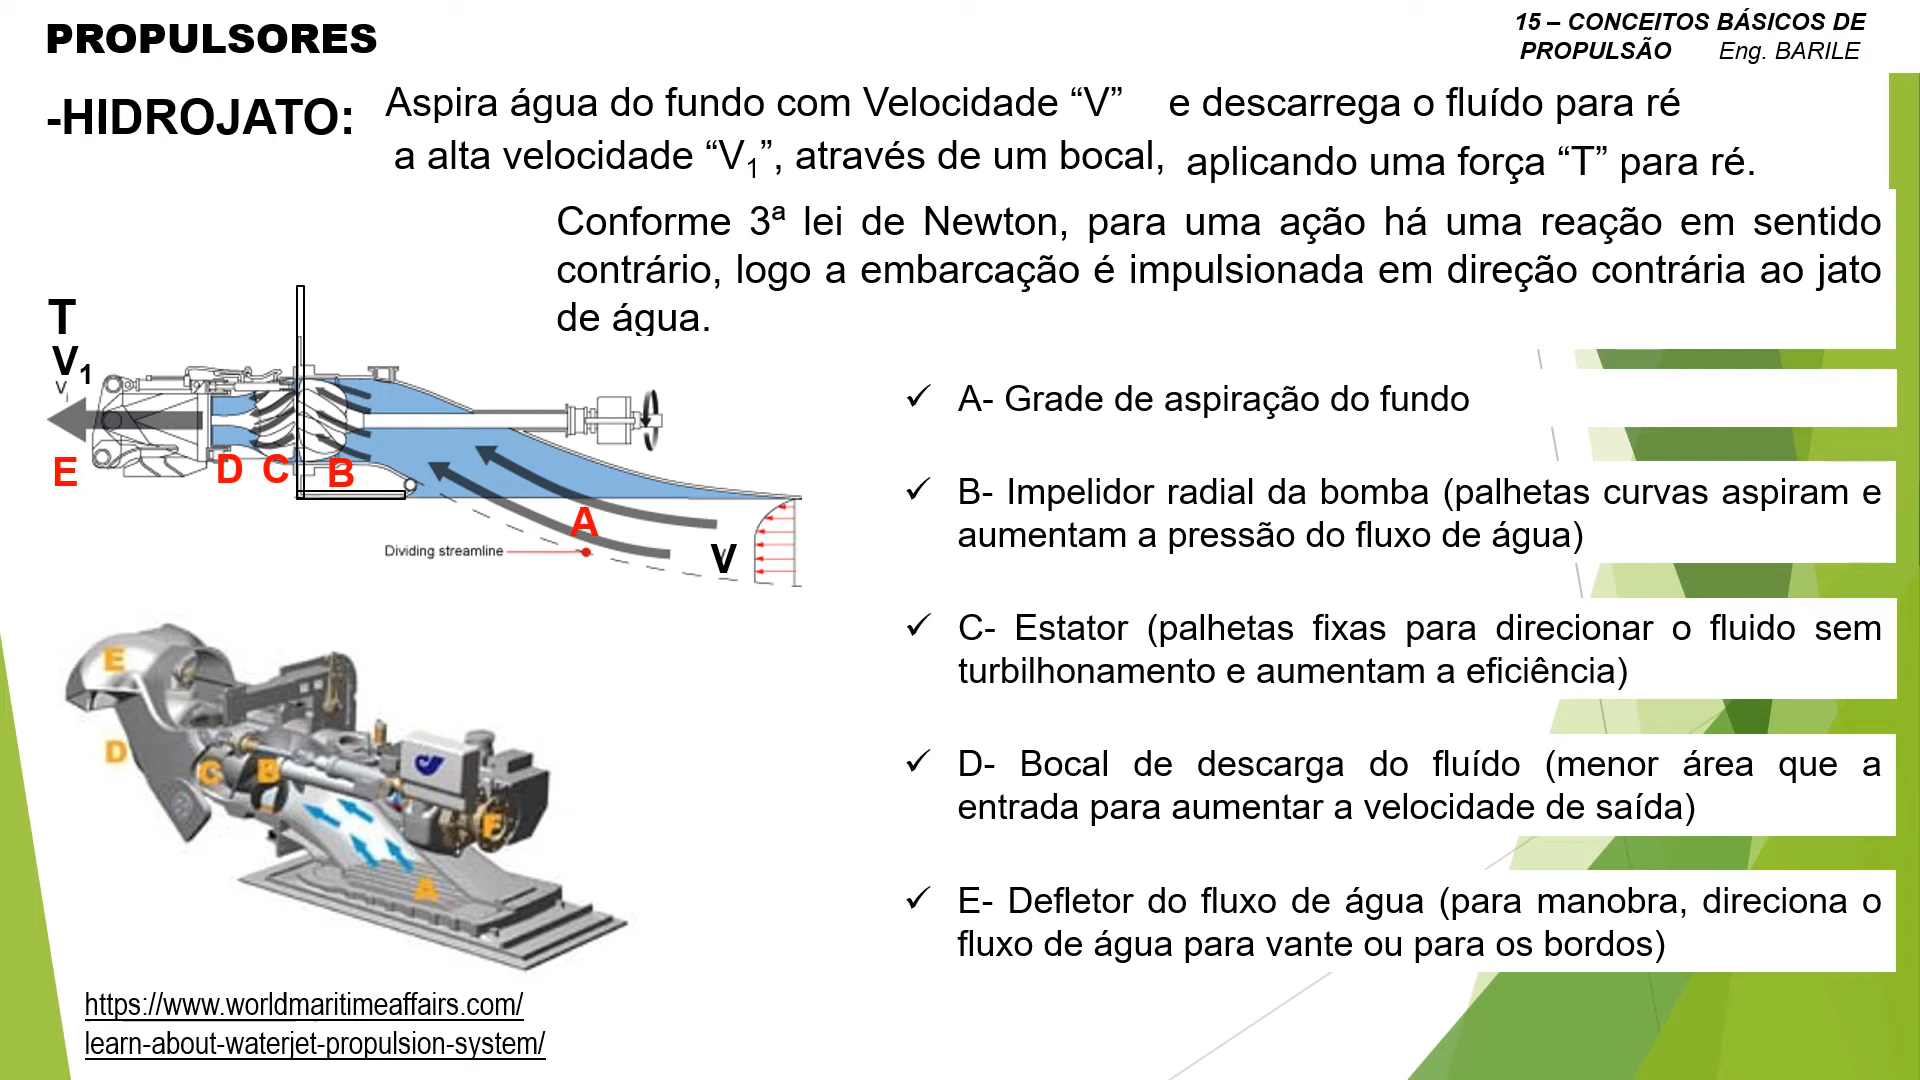 PROPULSORES
15 – CONCEITOS BÁSICOS DE
PROPULSÃO Eng. BARILE
-HIDROJATO:
Aspira água do fundo com Velocidade “V” e descarrega o fluído para ré
a alta velocidade “V1”, através de um bocal, aplicando uma força “T” para ré.
Conforme 3ª lei de Newton, para uma ação há uma reação em sentido
contrário, logo a embarcação é impulsionada em direção contrária ao jato
de água.
T
V1
Vj
E
D
C
B
A
Dividing streamline
V
✓ A- Grade de aspiração do fundo
✓ B- Impelidor radial da bomba (palhetas curvas aspiram e
aumentam a pressão do fluxo de água)
✓ C- Estator (palhetas fixas para direcionar o fluido sem
turbilhonamento e aumentam a eficiência)
✓ D- Bocal de descarga do fluído (menor área que a
entrada para aumentar a velocidade de saída)
✓ E- Defletor do fluxo de água (para manobra, direciona o
fluxo de água para vante ou para os bordos)
E
D
C
B
F
A
https://www.worldmaritimeaffairs.com/
learn-about-waterjet-propulsion-system/